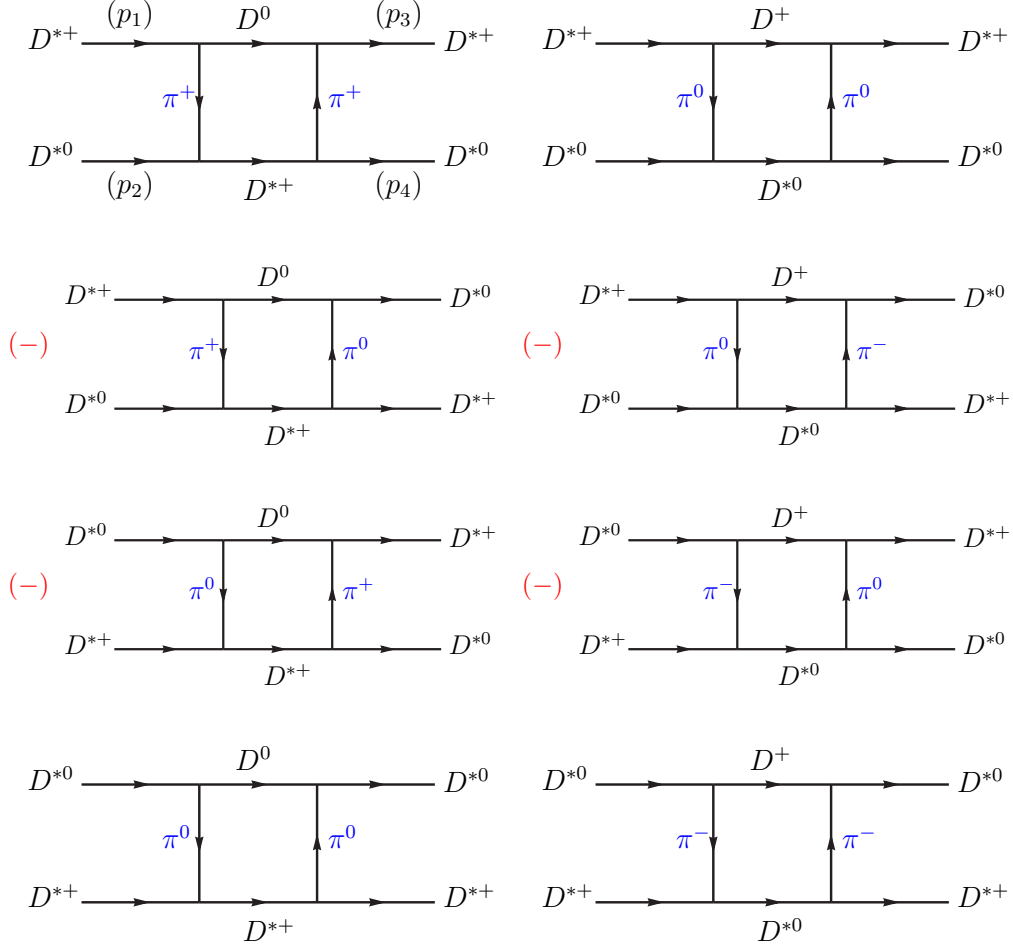 (p₁) D⁰ (p₃) D⁺
D*⁺ D*⁺ D*⁺ D*⁺
π⁺ π⁺ π⁰ π⁰
D*⁰ D*⁰ D*⁰ D*⁰
(p₂) D*⁺ (p₄) D*⁰
D⁰ D⁺
D*⁺ D*⁰ D*⁺ D*⁰
(−) π⁺ π⁰ (−) π⁰ π⁻
D*⁰ D*⁺ D*⁰ D*⁺
D*⁺ D*⁰
D⁰ D⁺
D*⁰ D*⁺ D*⁰ D*⁺
(−) π⁰ π⁺ (−) π⁻ π⁰
D*⁺ D*⁰ D*⁺ D*⁰
D*⁺ D*⁰
D⁰ D⁺
D*⁰ D*⁰ D*⁰ D*⁰
π⁰ π⁰ π⁻ π⁻
D*⁺ D*⁺ D*⁺ D*⁺
D*⁺ D*⁰